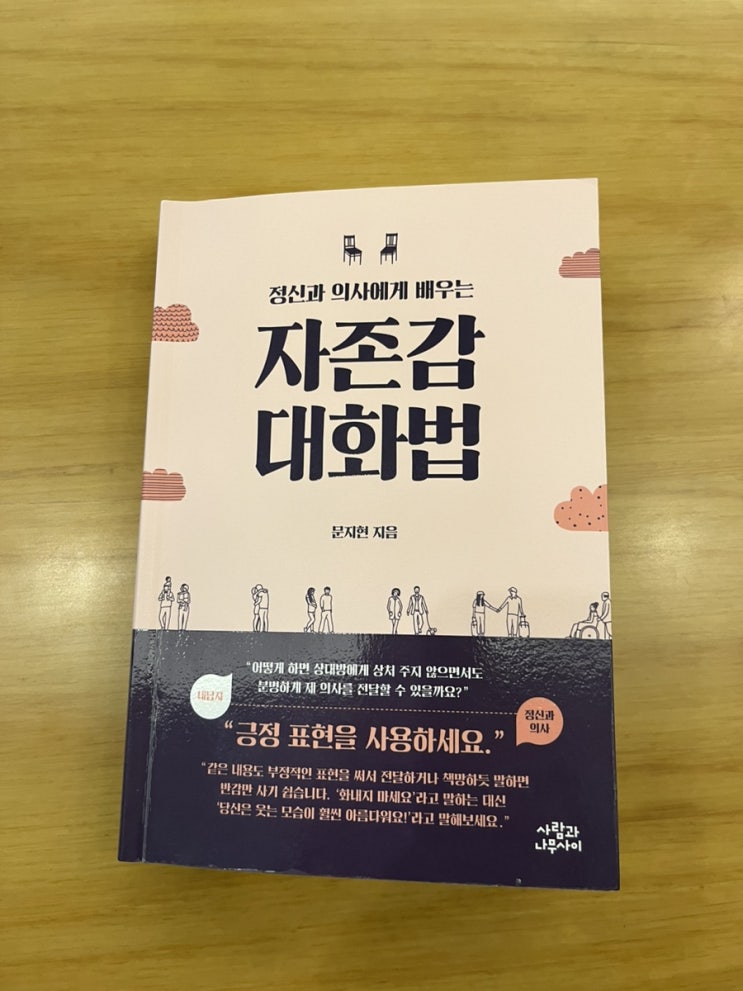 정신과 의사에게 배우는
자존감
대화법
문지현 지음
“어떻게 하면 상대방에게 상처 주지 않으면서도
분명하게 제 의사를 전달할 수 있을까요?”
내담자
“긍정 표현을 사용하세요.”
정신과
의사
“같은 내용도 부정적인 표현을 써서 전달하거나 책망하듯 말하면
반감만 사기 쉽습니다. ‘화내지 마세요’라고 말하는 대신
‘당신은 웃는 모습이 훨씬 아름다워요!’라고 말해보세요.”
사람과
나무사이